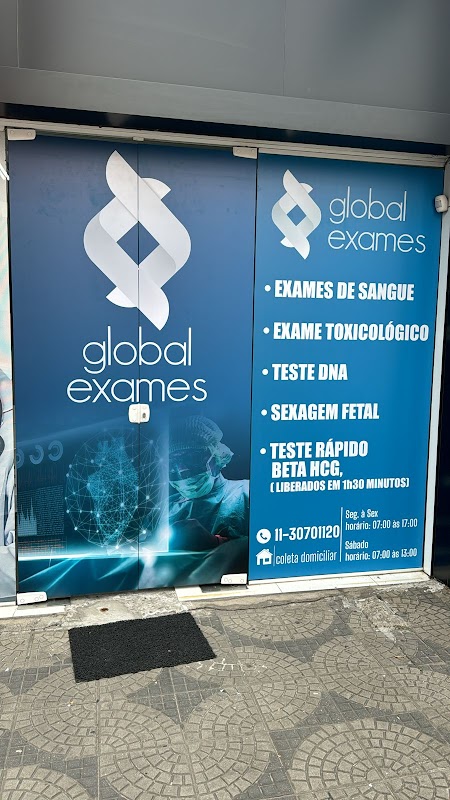 global
exames
global
exames
• EXAMES DE SANGUE
• EXAME TOXICOLÓGICO
• TESTE DNA
• SEXAGEM FETAL
• TESTE RÁPIDO
BETA HCG,
( LIBERADOS EM 1h30 MINUTOS)
11-30701120
coleta domiciliar
Seg. à Sex
horário: 07:00 às 17:00
Sábado
horário: 07:00 às 13:00